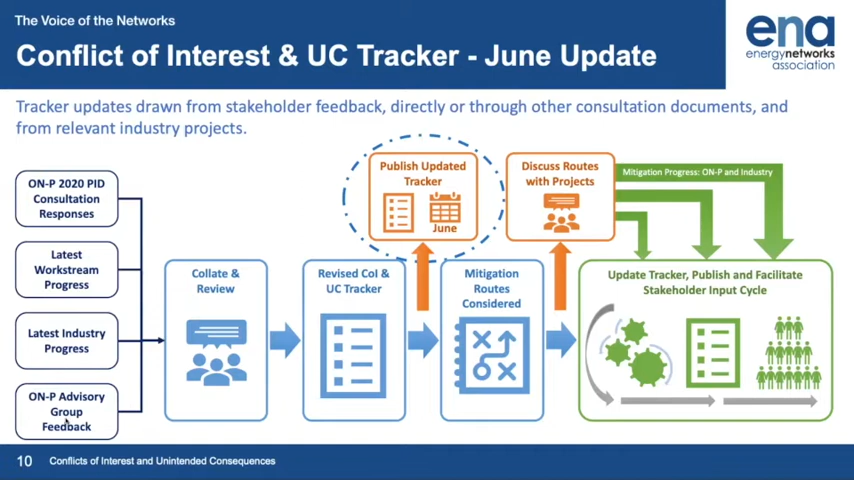 The Voice of the Networks
Conflict of Interest & UC Tracker - June Update
ena
energynetworks
association
Tracker updates drawn from stakeholder feedback, directly or through other consultation documents, and
from relevant industry projects.
ON-P 2020 PID
Consultation
Responses
Latest
Workstream
Progress
Latest Industry
Progress
ON-P Advisory
Group
Feedback
Collate &
Review
Revised CoI &
UC Tracker
Publish Updated
Tracker
June
Mitigation
Routes
Considered
Discuss Routes
with Projects
Mitigation Progress: ON-P and Industry
Update Tracker, Publish and Facilitate
Stakeholder Input Cycle
10
Conflicts of Interest and Unintended Consequences